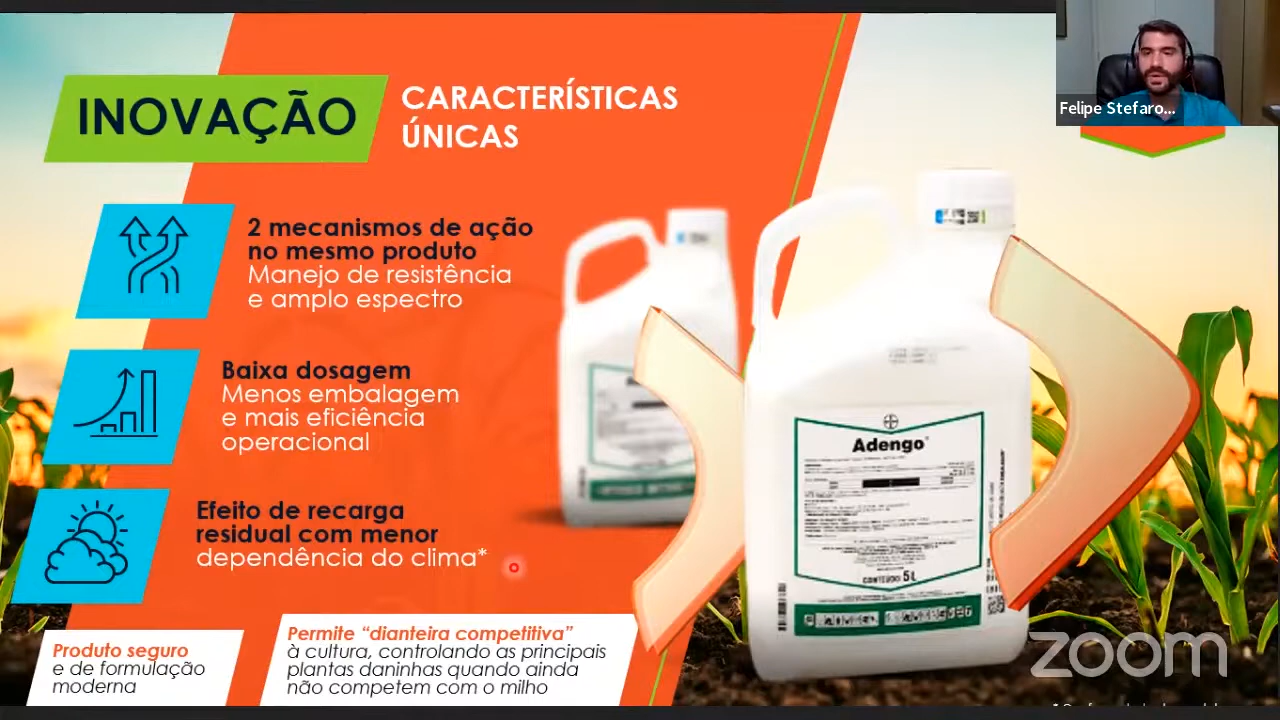 INOVAÇÃO
CARACTERÍSTICAS
ÚNICAS
Felipe Stefaro...
2 mecanismos de ação
no mesmo produto
Manejo de resistência
e amplo espectro
Baixa dosagem
Menos embalagem
e mais eficiência
operacional
Efeito de recarga
residual com menor
dependência do clima*
Adengo
CONTEÚDO 5L
Produto seguro
e de formulação
moderna
Permite “dianteira competitiva”
à cultura, controlando as principais
plantas daninhas quando ainda
não competem com o milho
zoom